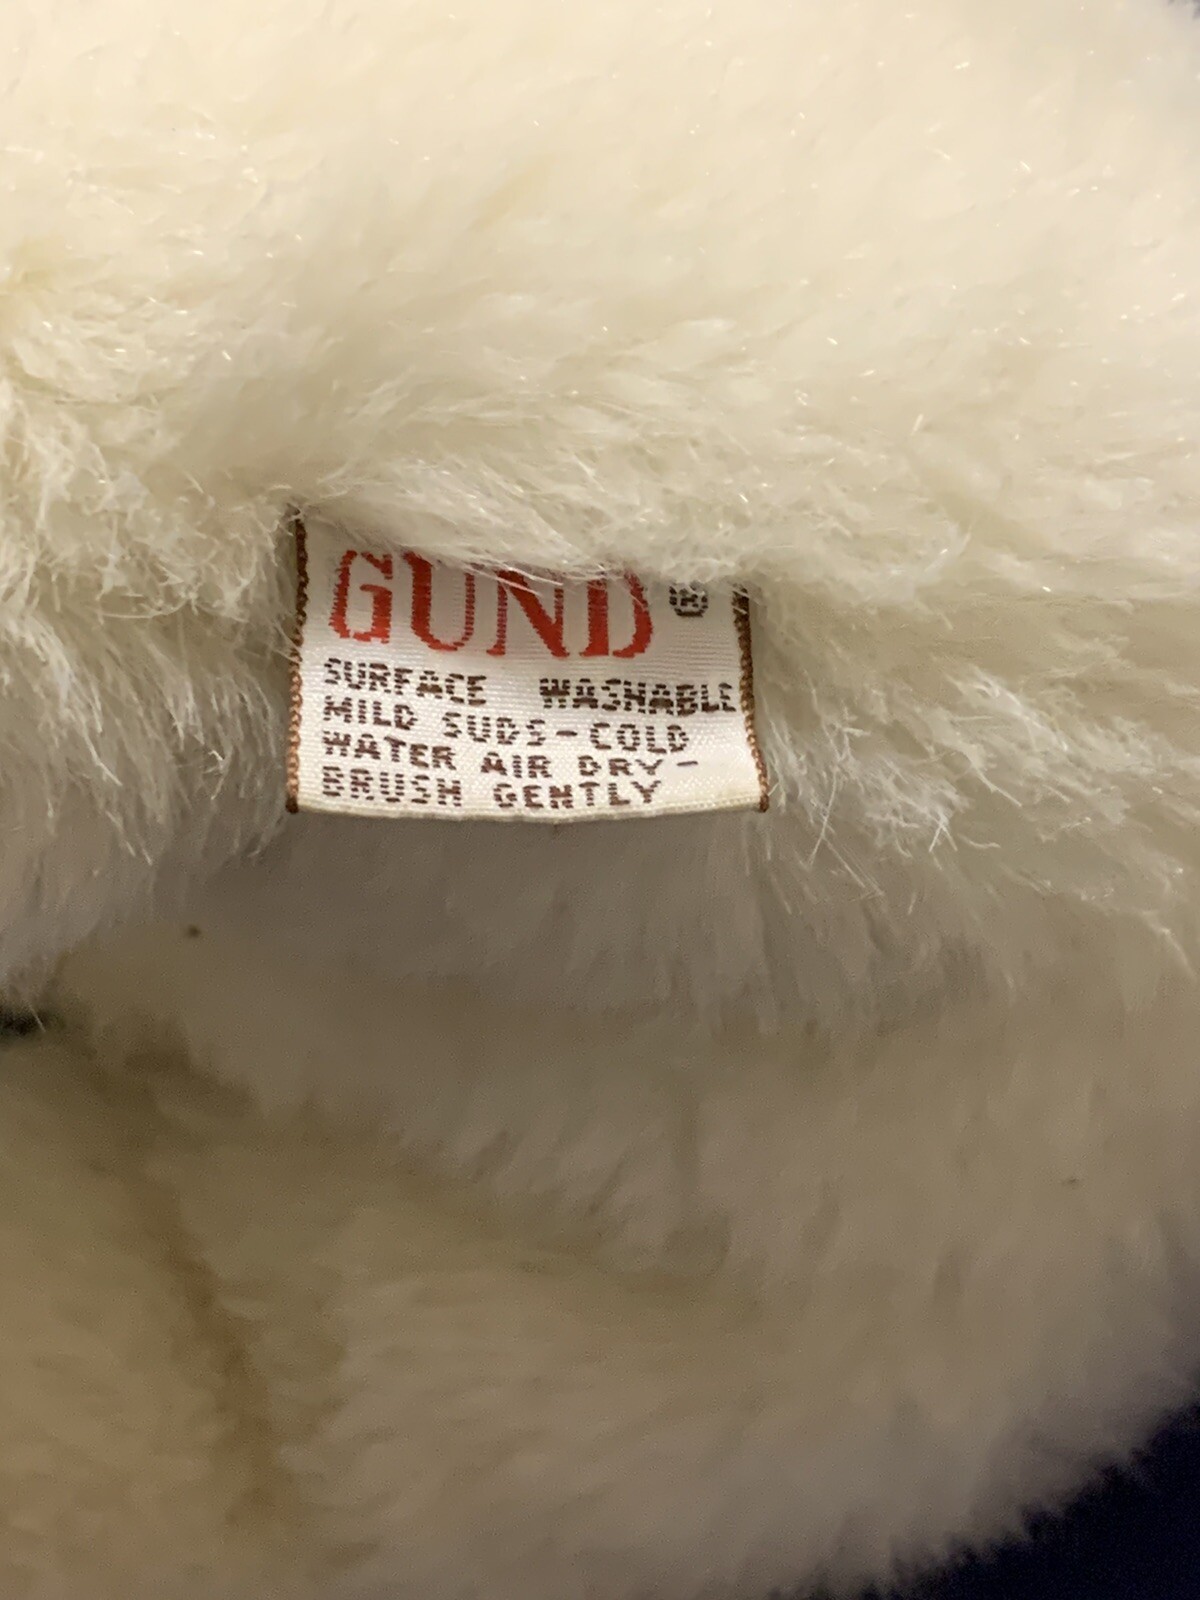 GUND ®
SURFACE WASHABLE
MILD SUDS-COLD
WATER AIR DRY-
BRUSH GENTLY